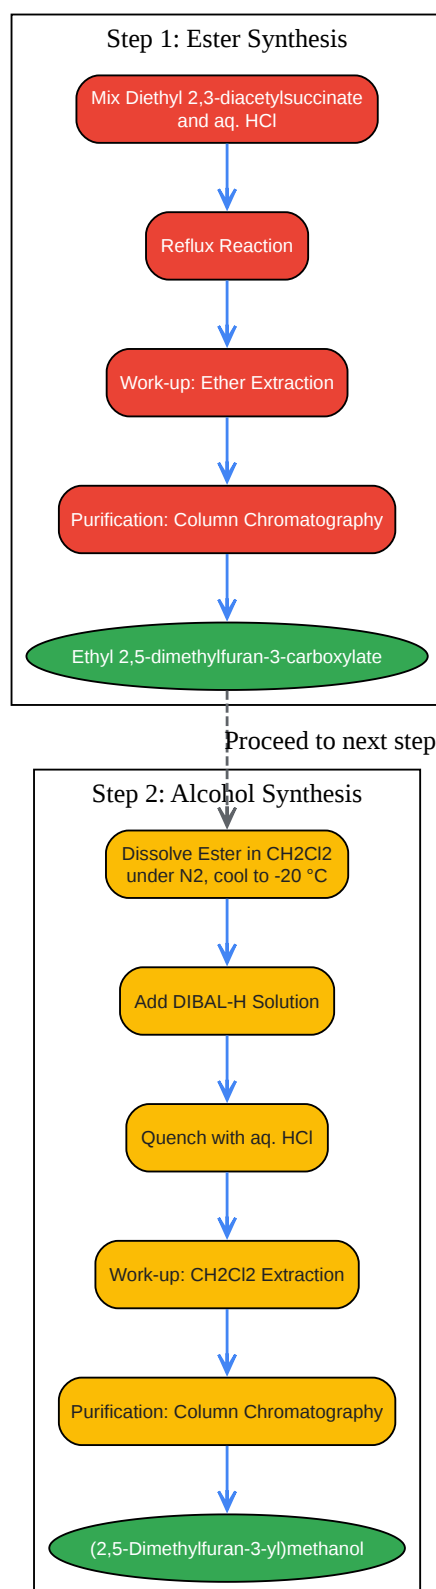 Step 1: Ester Synthesis
Mix Diethyl 2,3-diacetylsuccinate
and aq. HCl
Reflux Reaction
Work-up: Ether Extraction
Purification: Column Chromatography
Ethyl 2,5-dimethylfuran-3-carboxylate
Proceed to next step
Step 2: Alcohol Synthesis
Dissolve Ester in CH2Cl2
under N2, cool to -20 °C
Add DIBAL-H Solution
Quench with aq. HCl
Work-up: CH2Cl2 Extraction
Purification: Column Chromatography
(2,5-Dimethylfuran-3-yl)methanol